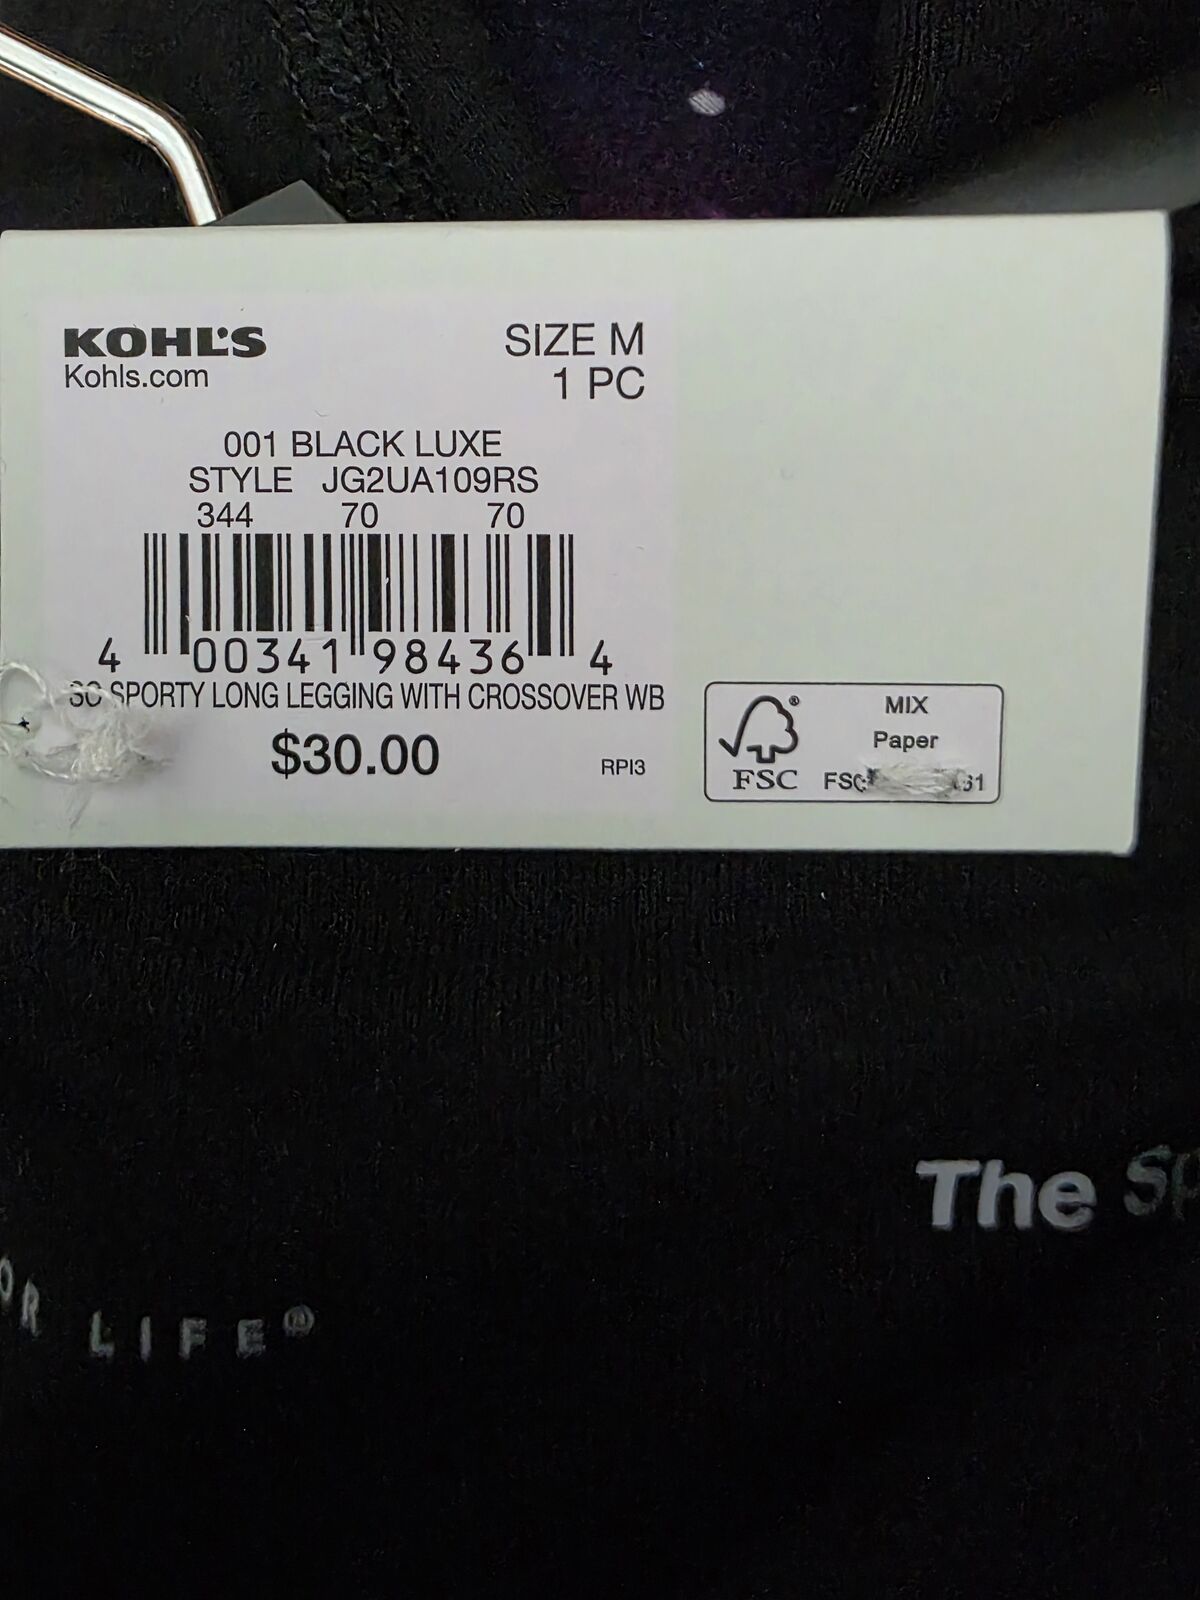 KOHL'S
Kohls.com
SIZE M
1 PC
001 BLACK LUXE
STYLE JG2UA109RS
344 70 70
4 00341 98436 4
SO SPORTY LONG LEGGING WITH CROSSOVER WB
$30.00
RPI3
FSC
®
MIX
Paper
The
LIFE®